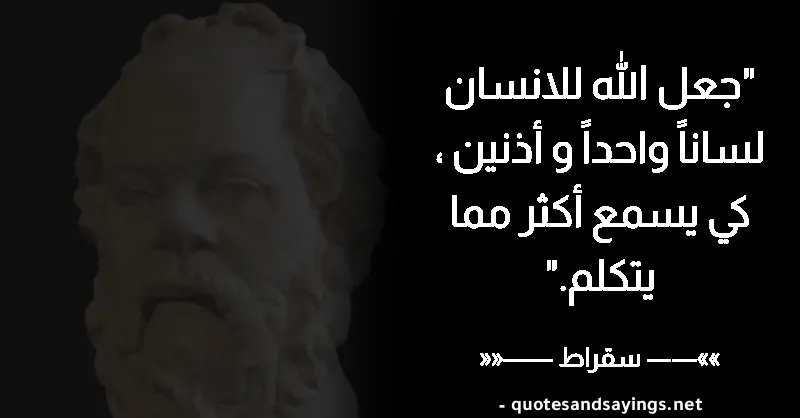 "جعل الله للانسان
لساناً واحداً و أذنين ،
كي يسمع أكثر مما
يتكلم."
»»—— سقراط ——««
- quotesandsayings.net